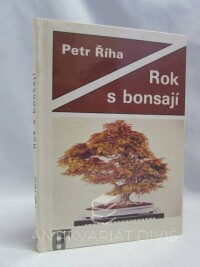 Petr Říha
Rok
s bonsají
ANTIKVARIÁT DIVIŠ